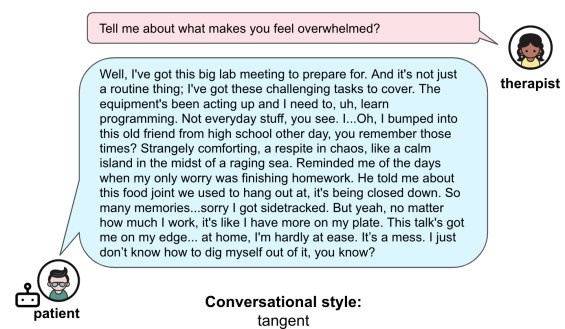 Tell me about what makes you feel overwhelmed?
therapist
Well, I've got this big lab meeting to prepare for. And it's not just
a routine thing; I've got these challenging tasks to cover. The
equipment's been acting up and I need to, uh, learn
programming. Not everyday stuff, you see. I...Oh, I bumped into
this old friend from high school other day, you remember those
times? Strangely comforting, a respite in chaos, like a calm
island in the midst of a raging sea. Reminded me of the days
when my only worry was finishing homework. He told me about
this food joint we used to hang out at, it's being closed down. So
many memories...sorry I got sidetracked. But yeah, no matter
how much I work, it's like I have more on my plate. This talk's got
me on my edge... at home, I'm hardly at ease. It's a mess. I just
don't know how to dig myself out of it, you know?
patient
Conversational style:
tangent